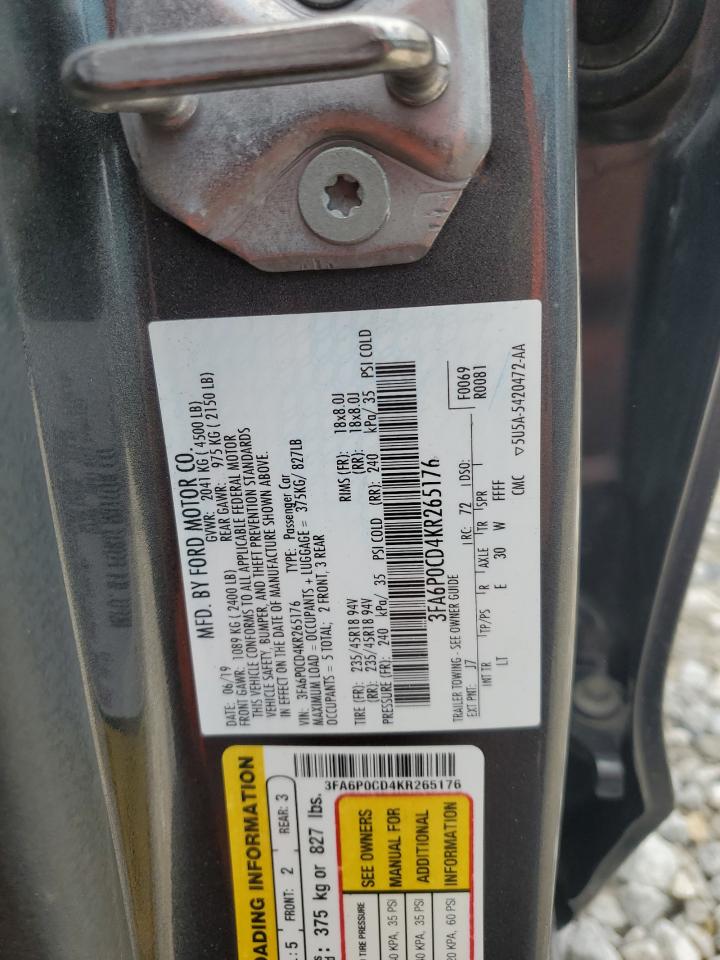 MFD. BY FORD MOTOR CO.
DATE: 06/19 GVWR: 2041 KG ( 4500 LB)
FRONT GAWR: 1089 KG ( 2400 LB) REAR GAWR: 975 KG ( 2150 LB)
THIS VEHICLE CONFORMS TO ALL APPLICABLE FEDERAL MOTOR
VEHICLE SAFETY, BUMPER, AND THEFT PREVENTION STANDARDS
IN EFFECT ON THE DATE OF MANUFACTURE SHOWN ABOVE.
VIN: 3FA6P0CD4KR265176 TYPE: Passenger Car
MAXIMUM LOAD = OCCUPANTS + LUGGAGE = 375KG/ 827LB
OCCUPANTS = 5 TOTAL; 2 FRONT, 3 REAR
TIRE (FR): 235/45R18 94V RIMS (FR): 18x8.0J
(RR): 235/45R18 94V (RR): 18x8.0J
PRESSURE (FR): 240 kPa/ 35 PSI COLD (RR): 240 kPa/ 35 PSI COLD
3FA6P0CD4KR265176
TRAILER TOWING - SEE OWNER GUIDE F0069
EXT PNT: J7 RC: 72 DSO: R0081
INT TR TP/PS R AXLE TR SPR
LT E 30 W FFFF
CMC ▽5U5A-5420472-AA
OADING INFORMATION
: 5 FRONT: 2 REAR: 3
: 375 kg or 827 lbs.
3FA6P0CD4KR265176
TIRE PRESSURE SEE OWNERS
KPA, 35 PSI MANUAL FOR
KPA, 35 PSI ADDITIONAL
KPA, 60 PSI INFORMATION